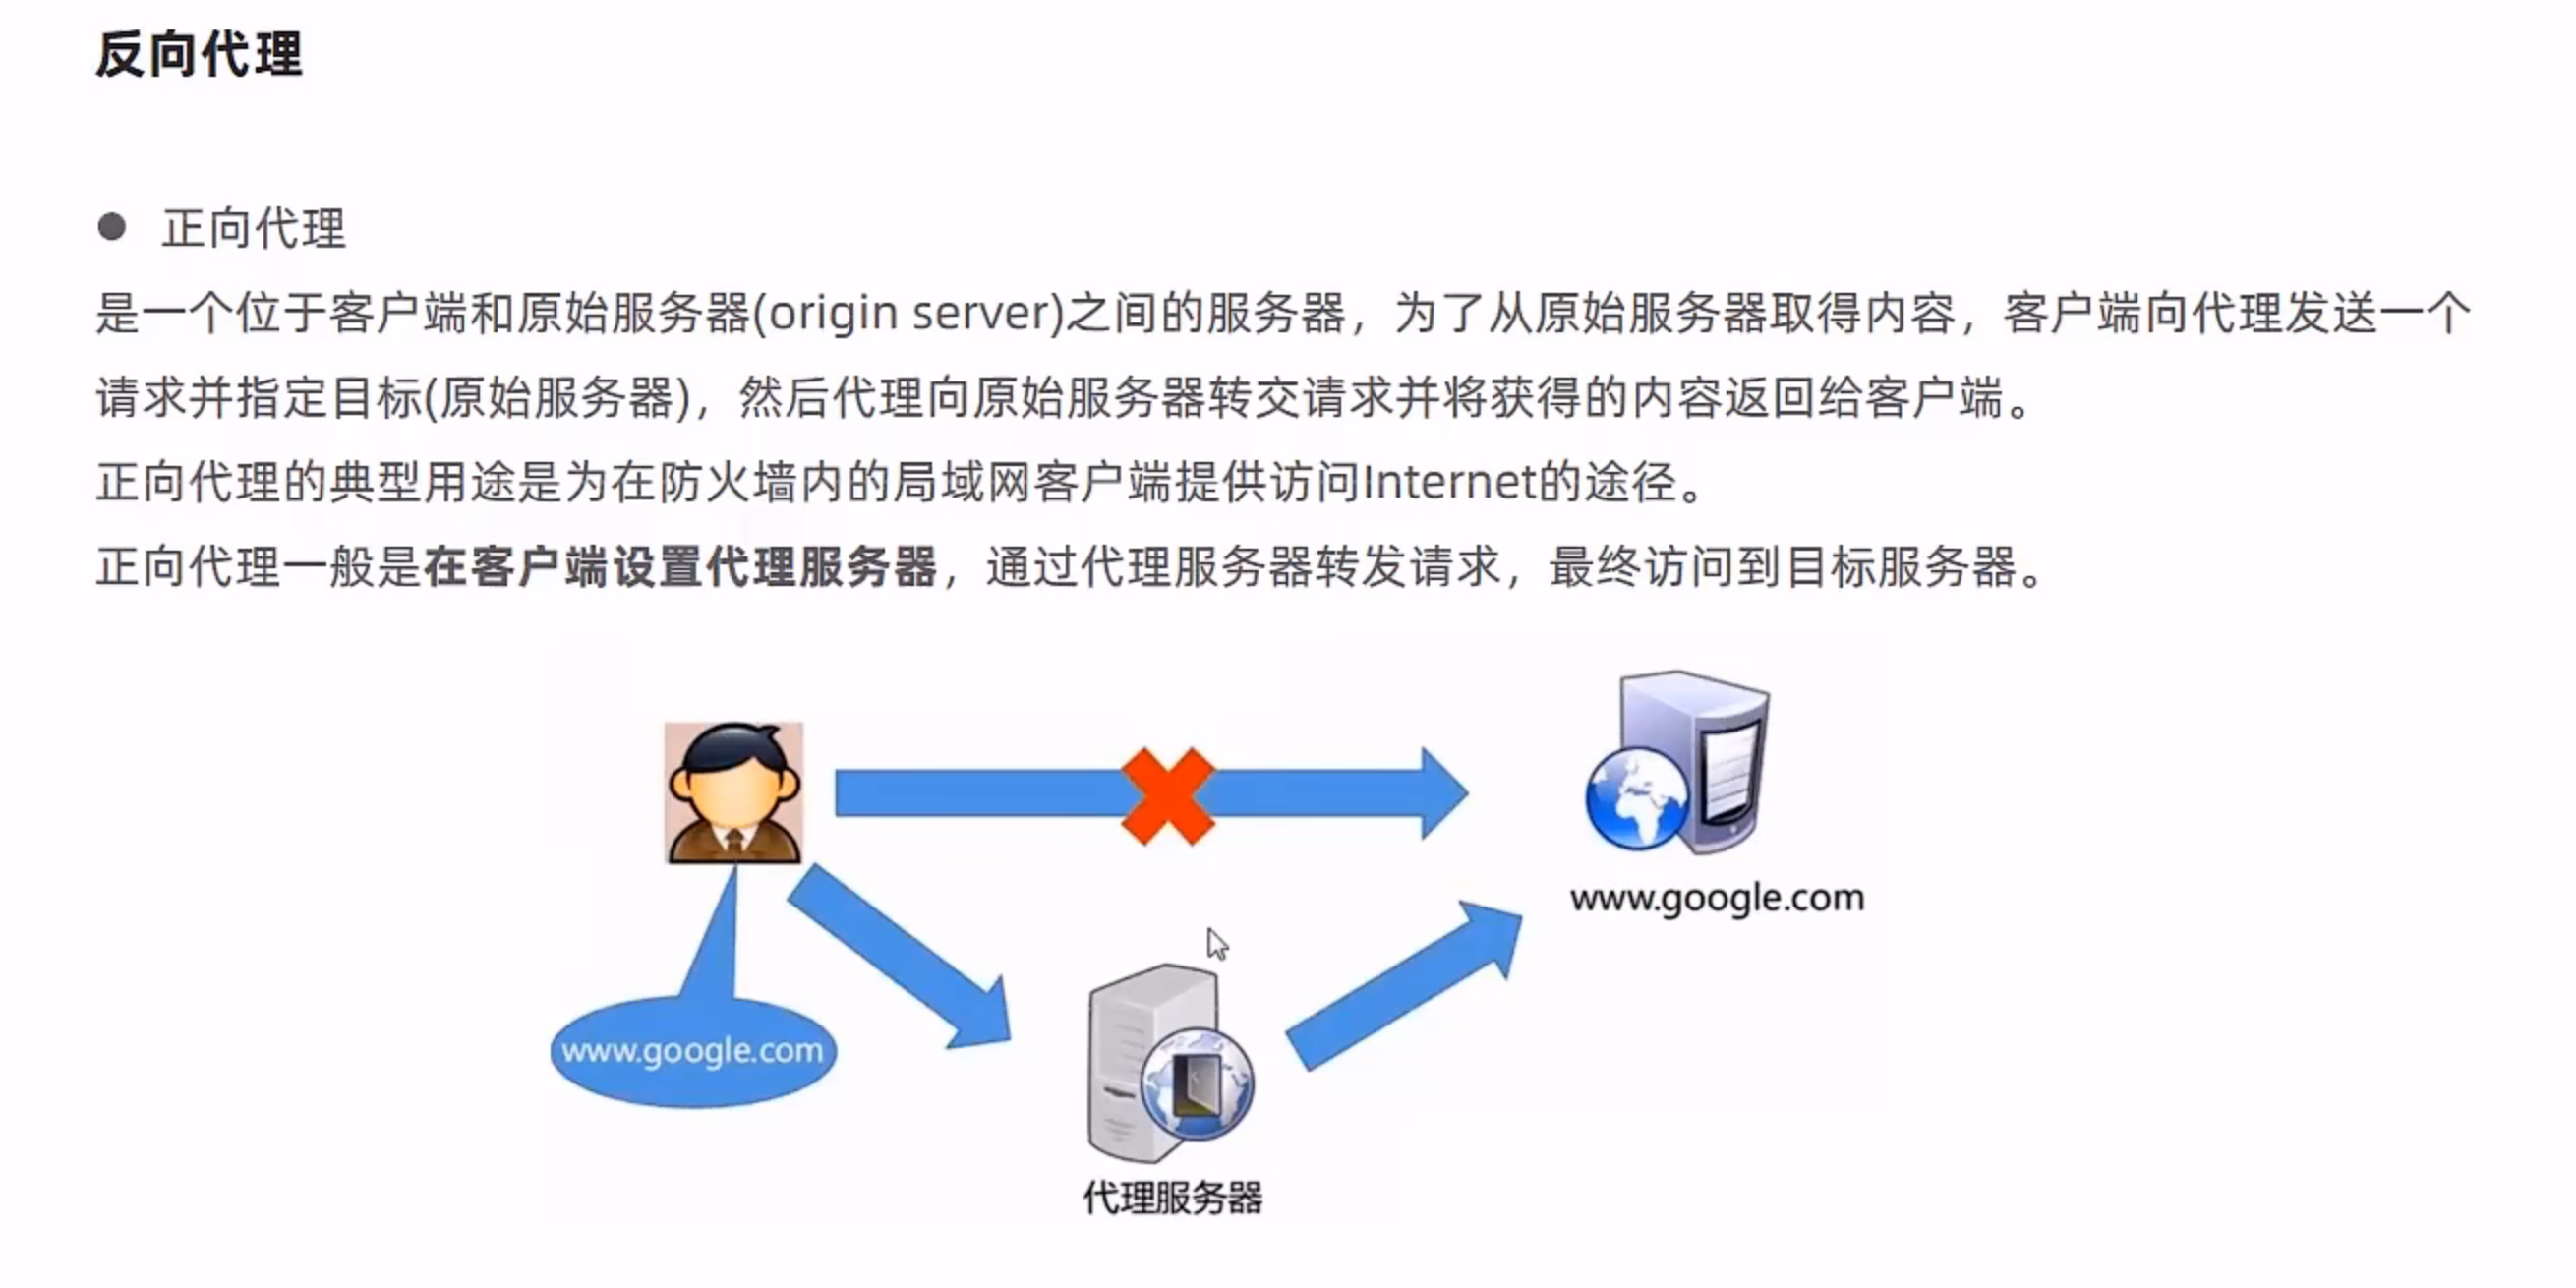 反向代理
● 正向代理
是一个位于客户端和原始服务器(origin server)之间的服务器，为了从原始服务器取得内容，客户端向代理发送一个
请求并指定目标(原始服务器)，然后代理向原始服务器转交请求并将获得的内容返回给客户端。
正向代理的典型用途是为在防火墙内的局域网客户端提供访问Internet的途径。
正向代理一般是在客户端设置代理服务器，通过代理服务器转发请求，最终访问到目标服务器。
www.google.com
www.google.com
代理服务器